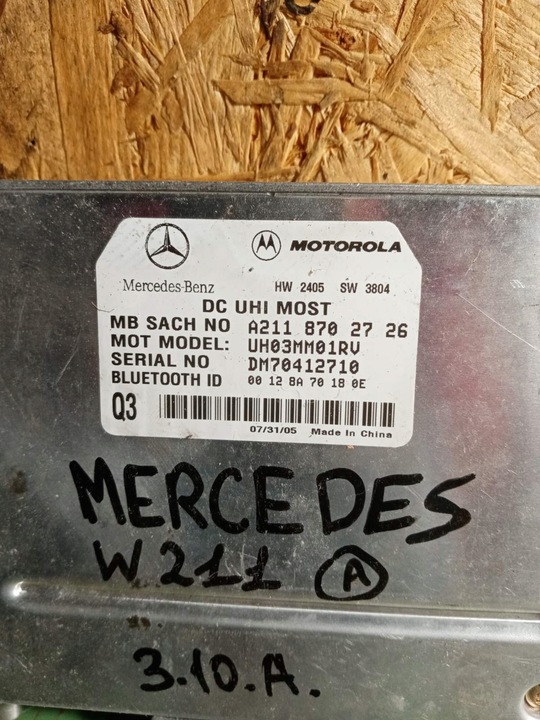 MOTOROLA
Mercedes-Benz HW 2405 SW 3804
DC UHI MOST
MB SACH NO A211 870 27 26
MOT MODEL: UH03MM01RV
SERIAL NO DM70412710
BLUETOOTH ID 00 12 8A 70 18 0E
Q3
07/31/05 Made In China
MERCEDES
W211 A
3.10.A.